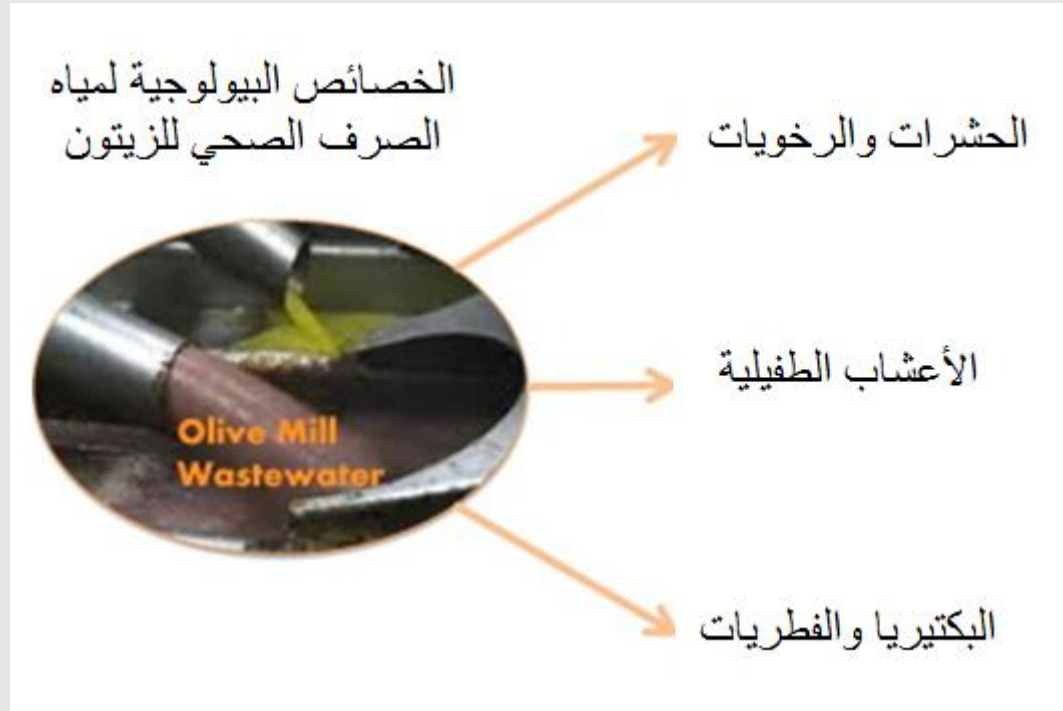 الخصائص البيولوجية لمياه
الصرف الصحي للزيتون
الحشرات والرخويات
الأعشاب الطفيلية
Olive Mill
Wastewater
البكتيريا والفطريات